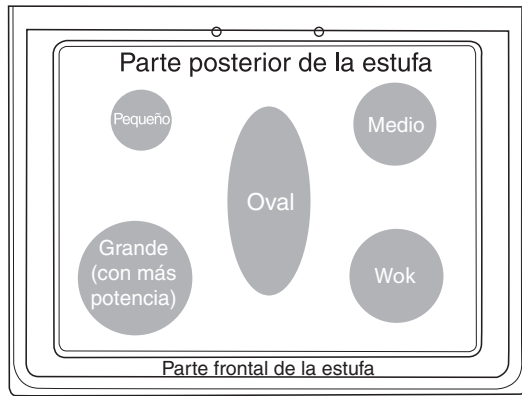 Parte posterior de la estufa
Pequeño
Medio
Oval
Grande
(con más
potencia)
Wok
Parte frontal de la estufa